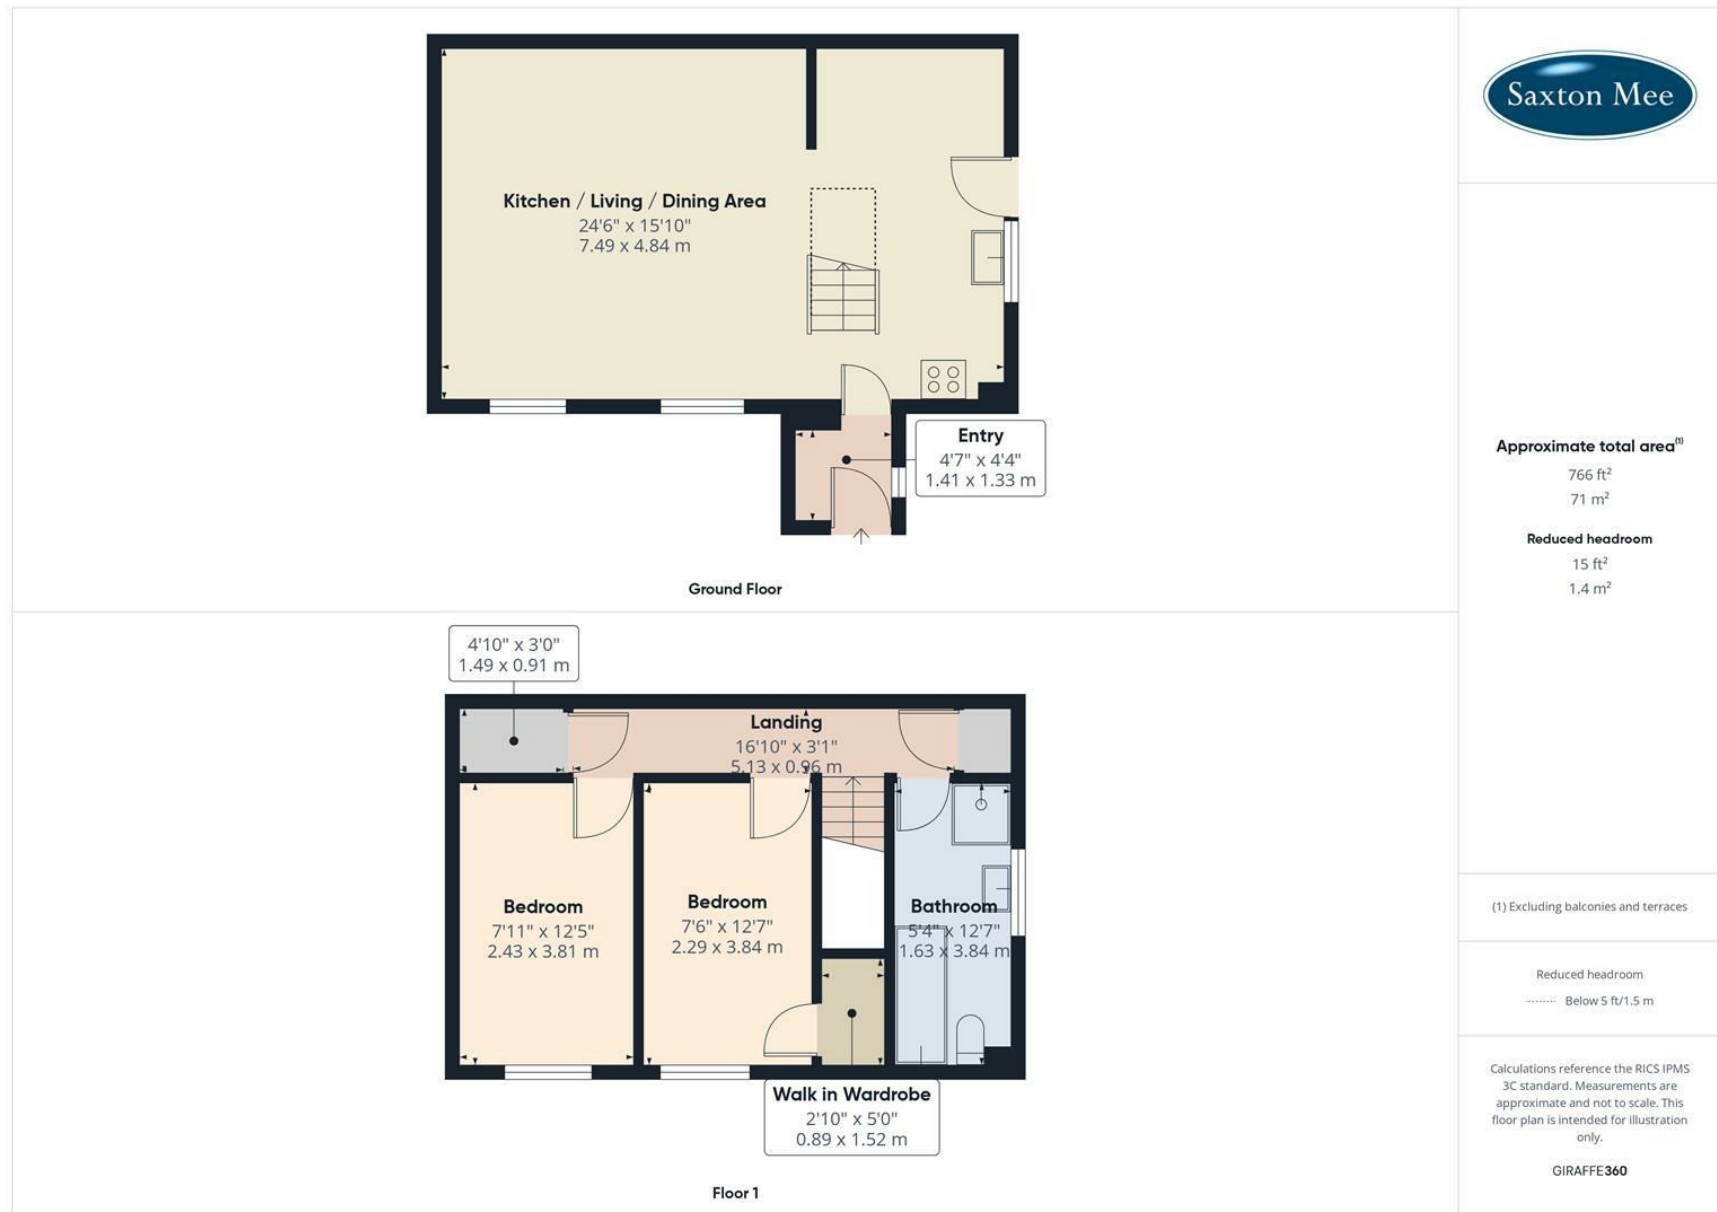 Kitchen / Living / Dining Area
24'6" x 15'10"
7.49 x 4.84 m
Entry
4'7" x 4'4"
1.41 x 1.33 m
Ground Floor
4'10" x 3'0"
1.49 x 0.91 m
Landing
16'10" x 3'1"
5.13 x 0.96 m
Bedroom
7'11" x 12'5"
2.43 x 3.81 m
Bedroom
7'6" x 12'7"
2.29 x 3.84 m
Bathroom
5'4" x 12'7"
1.63 x 3.84 m
Walk in Wardrobe
2'10" x 5'0"
0.89 x 1.52 m
Floor 1
Saxton Mee
Approximate total area(1)
766 ft²
71 m²
Reduced headroom
15 ft²
1.4 m²
(1) Excluding balconies and terraces
Reduced headroom
Below 5 ft/1.5 m
Calculations reference the RICS IPMS
3C standard. Measurements are
approximate and not to scale. This
floor plan is intended for illustration
only.
GIRAFFE360